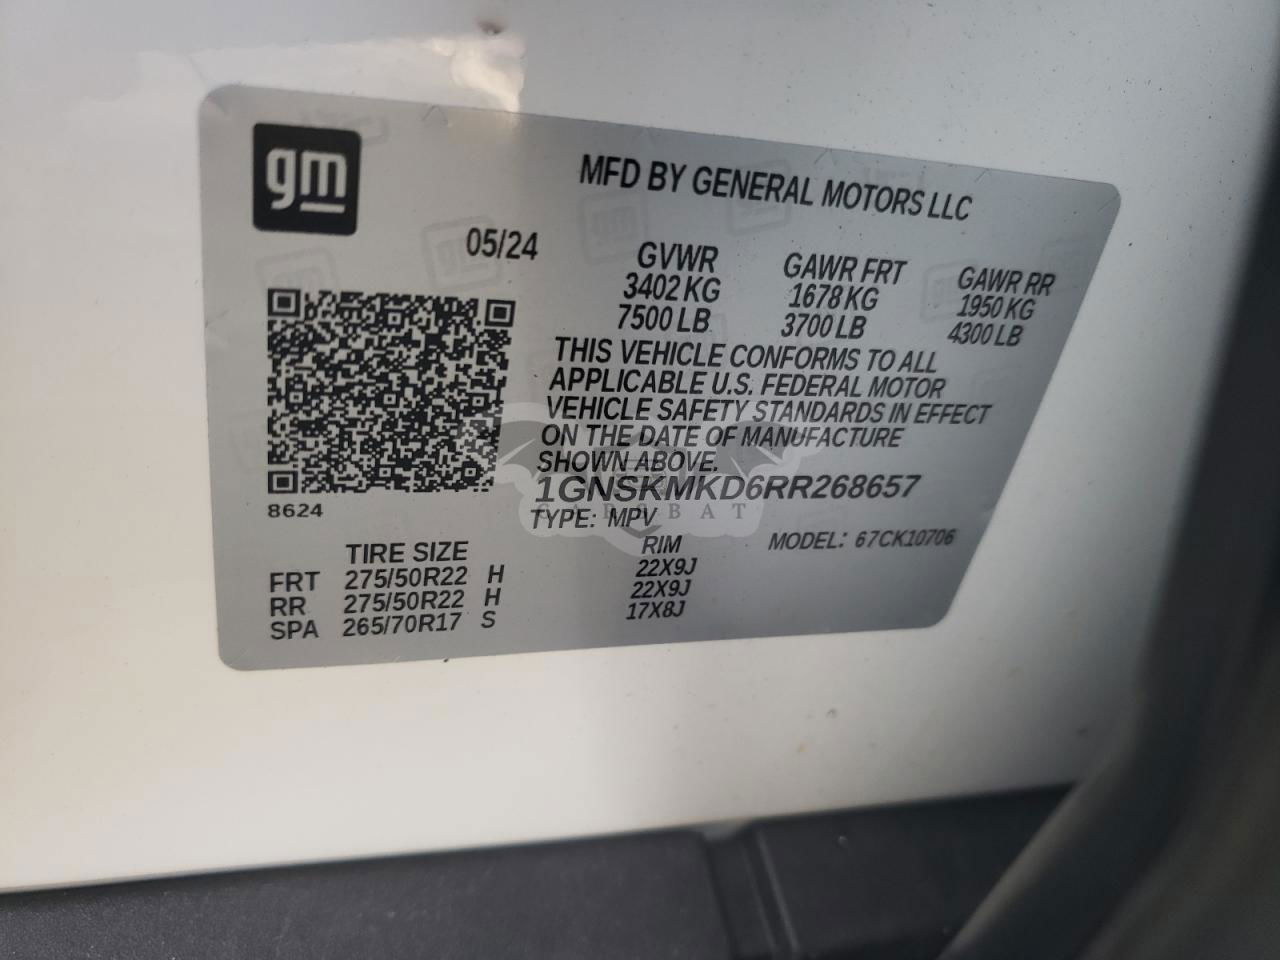 gm
MFD BY GENERAL MOTORS LLC
05/24
GVWR GAWR FRT GAWR RR
3402 KG 1678 KG 1950 KG
7500 LB 3700 LB 4300 LB
THIS VEHICLE CONFORMS TO ALL
APPLICABLE U.S. FEDERAL MOTOR
VEHICLE SAFETY STANDARDS IN EFFECT
ON THE DATE OF MANUFACTURE
SHOWN ABOVE.
1GNSKMKD6RR268657
8624
CARSBAT
TYPE: MPV MODEL: 67CK10706
TIRE SIZE RIM
FRT 275/50R22 H 22X9J
RR 275/50R22 H 22X9J
SPA 265/70R17 S 17X8J